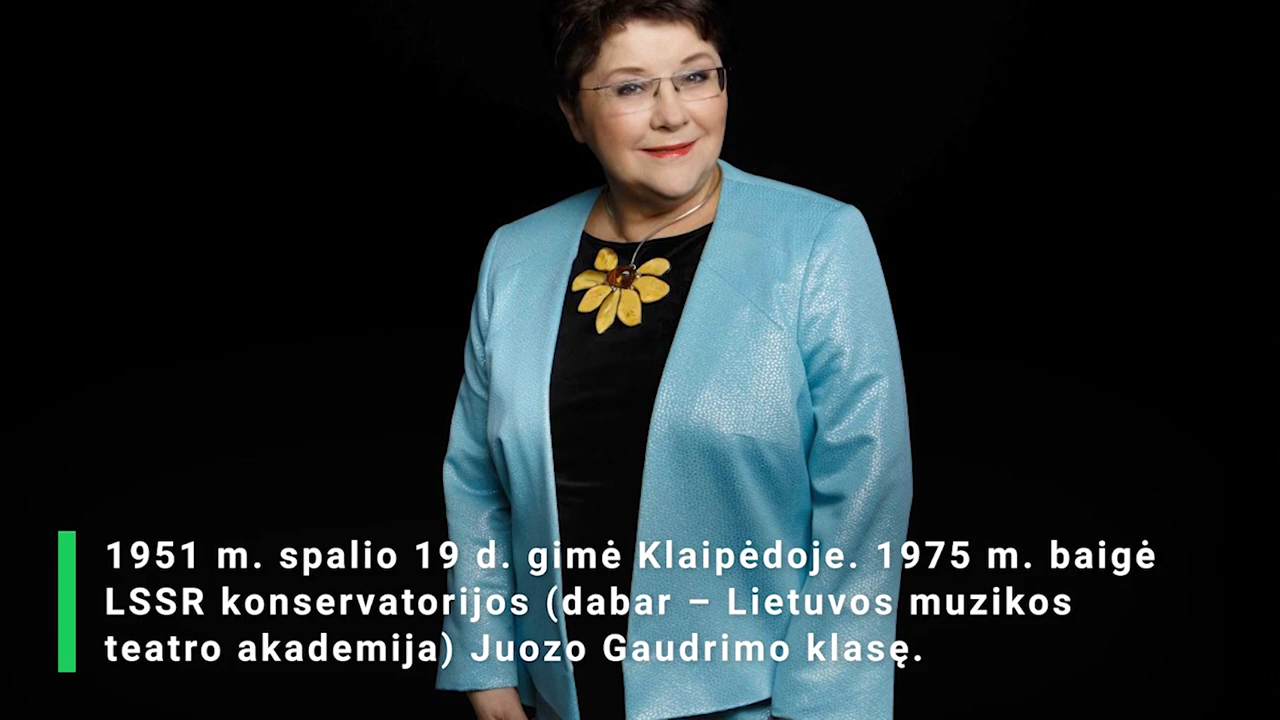 1951 m. spalio 19 d. gimė Klaipėdoje. 1975 m. baigė
LSSR konservatorijos (dabar – Lietuvos muzikos
teatro akademija) Juozo Gaudrimo klasę.